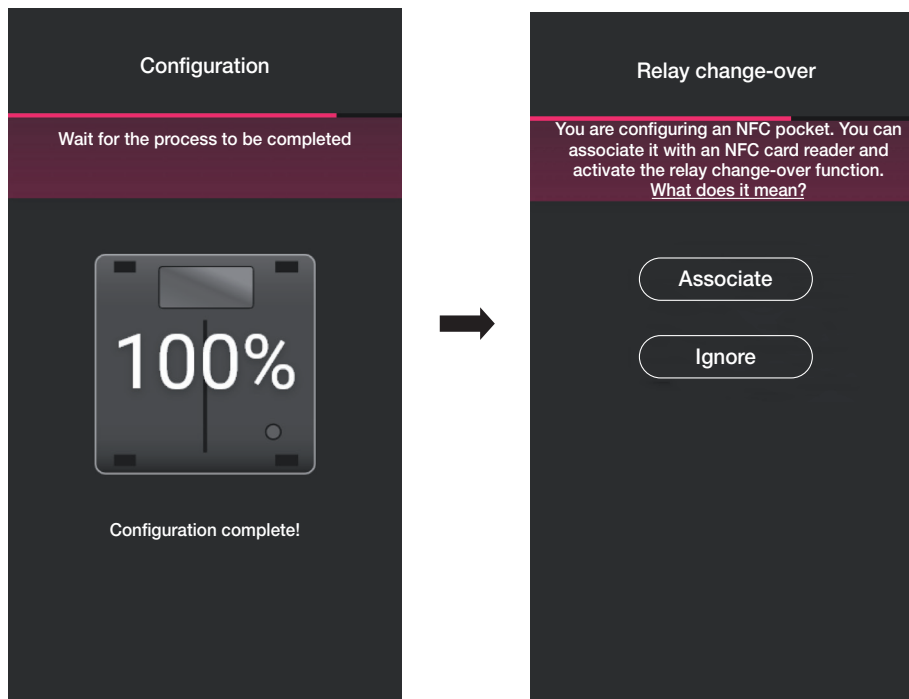 Configuration
Wait for the process to be completed
100%
Configuration complete!
Relay change-over
You are configuring an NFC pocket. You can
associate it with an NFC card reader and
activate the relay change-over function.
What does it mean?
Associate
Ignore